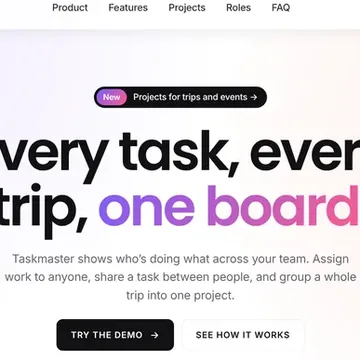 Product Features Projects Roles FAQ
New Projects for trips and events →
very task, ever
trip, one board
Taskmaster shows who's doing what across your team. Assign
work to anyone, share a task between people, and group a whole
trip into one project.
TRY THE DEMO → SEE HOW IT WORKS